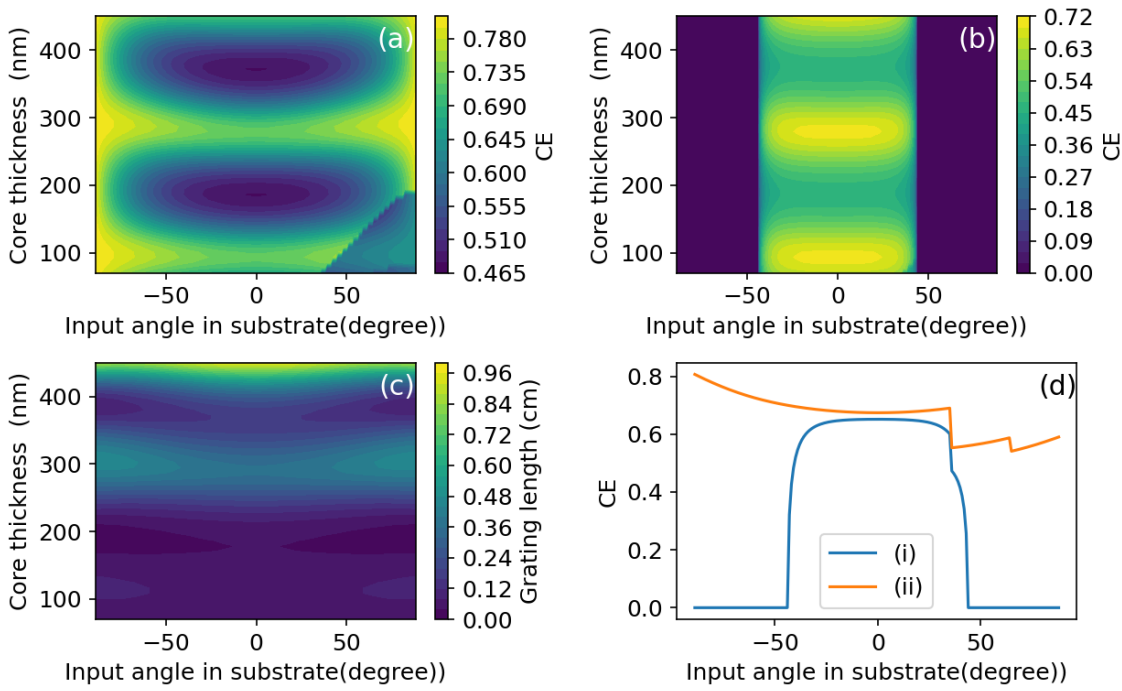 (a)
400
300
200
100
−50 0 50
Core thickness (nm)
Input angle in substrate(degree))
0.780
0.735
0.690
0.645
0.600
0.555
0.510
0.465
CE
(b)
400
300
200
100
−50 0 50
Core thickness (nm)
Input angle in substrate(degree))
0.72
0.63
0.54
0.45
0.36
0.27
0.18
0.09
0.00
CE
(c)
400
300
200
100
−50 0 50
Core thickness (nm)
Input angle in substrate(degree))
0.96
0.84
0.72
0.60
0.48
0.36
0.24
0.12
0.00
Grating length (cm)
(d)
0.8
0.6
0.4
0.2
0.0
CE
(i)
(ii)
−50 0 50
Input angle in substrate(degree))